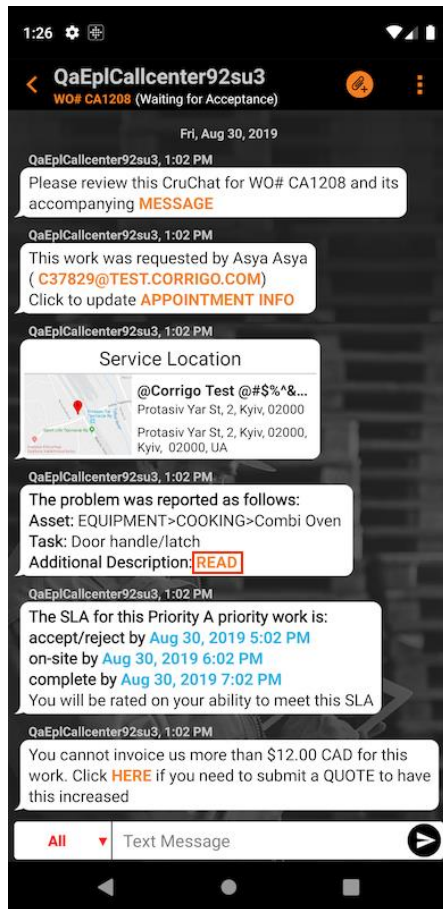 1:26
QaEplCallcenter92su3
WO# CA1208 (Waiting for Acceptance)
Fri, Aug 30, 2019
QaEplCallcenter92su3, 1:02 PM
Please review this CruChat for WO# CA1208 and its
accompanying MESSAGE
QaEplCallcenter92su3, 1:02 PM
This work was requested by Asya Asya
( C37829@TEST.CORRIGO.COM)
Click to update APPOINTMENT INFO
QaEplCallcenter92su3, 1:02 PM
Service Location
@Corrigo Test @#$%^&...
Protasiv Yar St, 2, Kyiv, 02000
Protasiv Yar St, 2, Kyiv, 02000,
Kyiv, 02000, UA
QaEplCallcenter92su3, 1:02 PM
The problem was reported as follows:
Asset: EQUIPMENT>COOKING>Combi Oven
Task: Door handle/latch
Additional Description: READ
QaEplCallcenter92su3, 1:02 PM
The SLA for this Priority A priority work is:
accept/reject by Aug 30, 2019 5:02 PM
on-site by Aug 30, 2019 6:02 PM
complete by Aug 30, 2019 7:02 PM
You will be rated on your ability to meet this SLA
QaEplCallcenter92su3, 1:02 PM
You cannot invoice us more than $12.00 CAD for this
work. Click HERE if you need to submit a QUOTE to have
this increased
All
Text Message